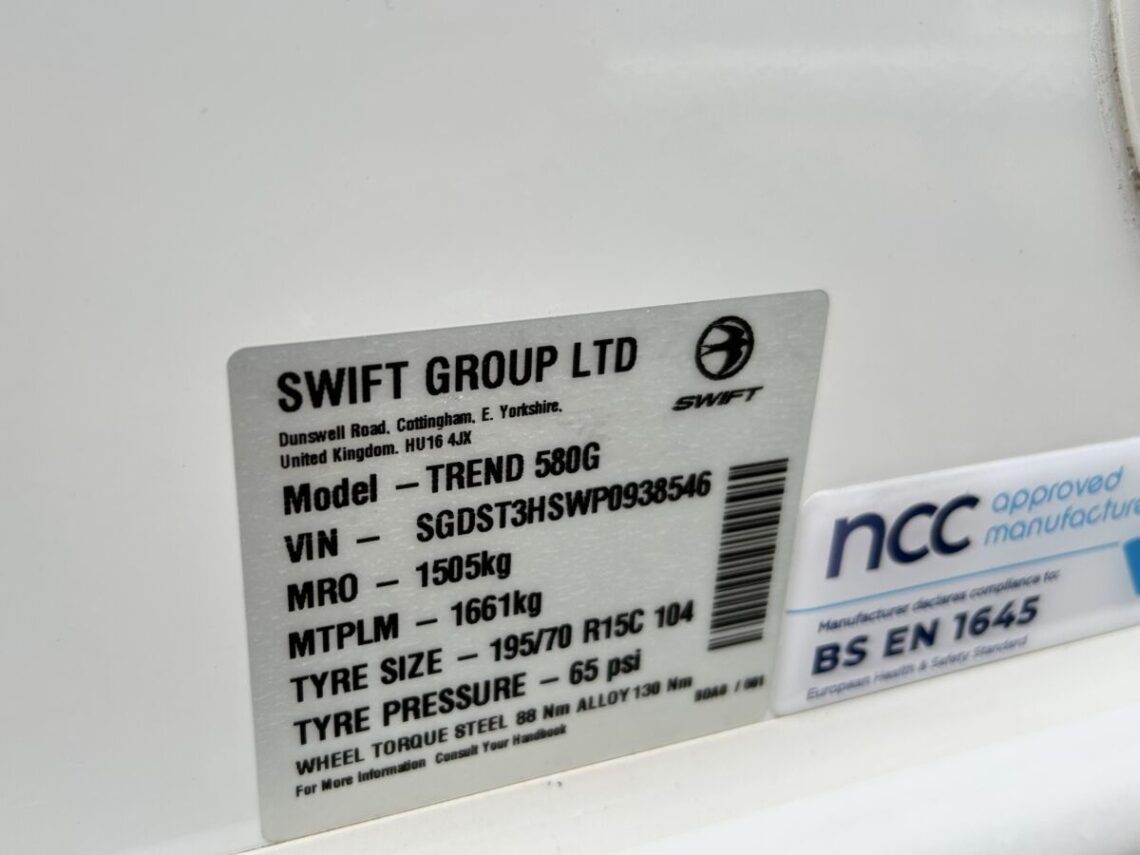 SWIFT GROUP LTD
SWIFT
Dunswell Road, Cottingham, E. Yorkshire,
United Kingdom. HU16 4JX
Model – TREND 580G
VIN – SGDST3HSWP0938546
MRO – 1505kg
MTPLM – 1661kg
TYRE SIZE – 195/70 R15C 104
TYRE PRESSURE – 65 psi
WHEEL TORQUE STEEL 88 Nm ALLOY 130 Nm
For More Information Consult Your Handbook
ncc approved
manufacture
Manufacturer declares compliance to:
BS EN 1645
European Health & Safety Standard